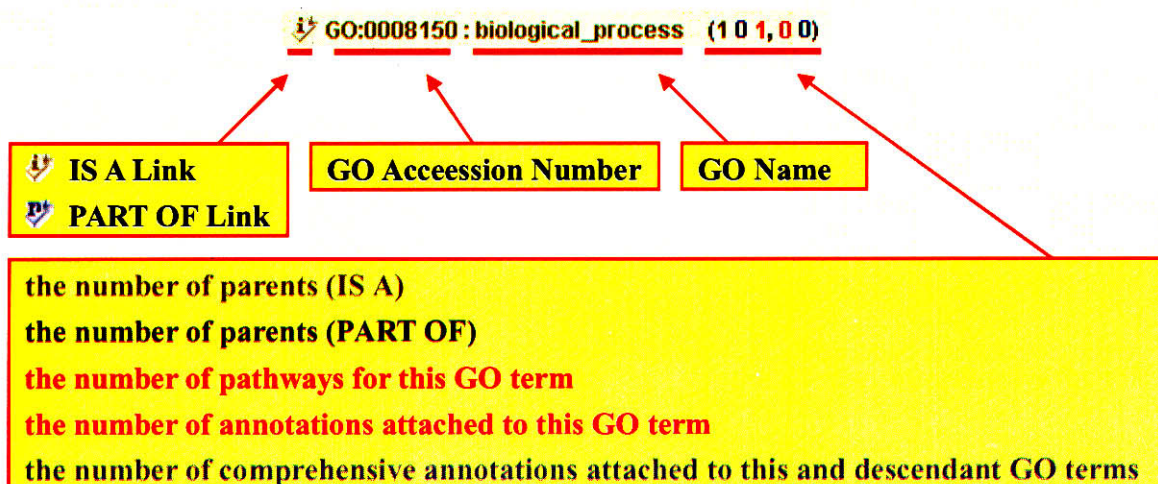 GO:0008150 : biological_process (1 0 1, 0 0)
IS A Link
PART OF Link
GO Acceession Number
GO Name
the number of parents (IS A)
the number of parents (PART OF)
the number of pathways for this GO term
the number of annotations attached to this GO term
the number of comprehensive annotations attached to this and descendant GO terms